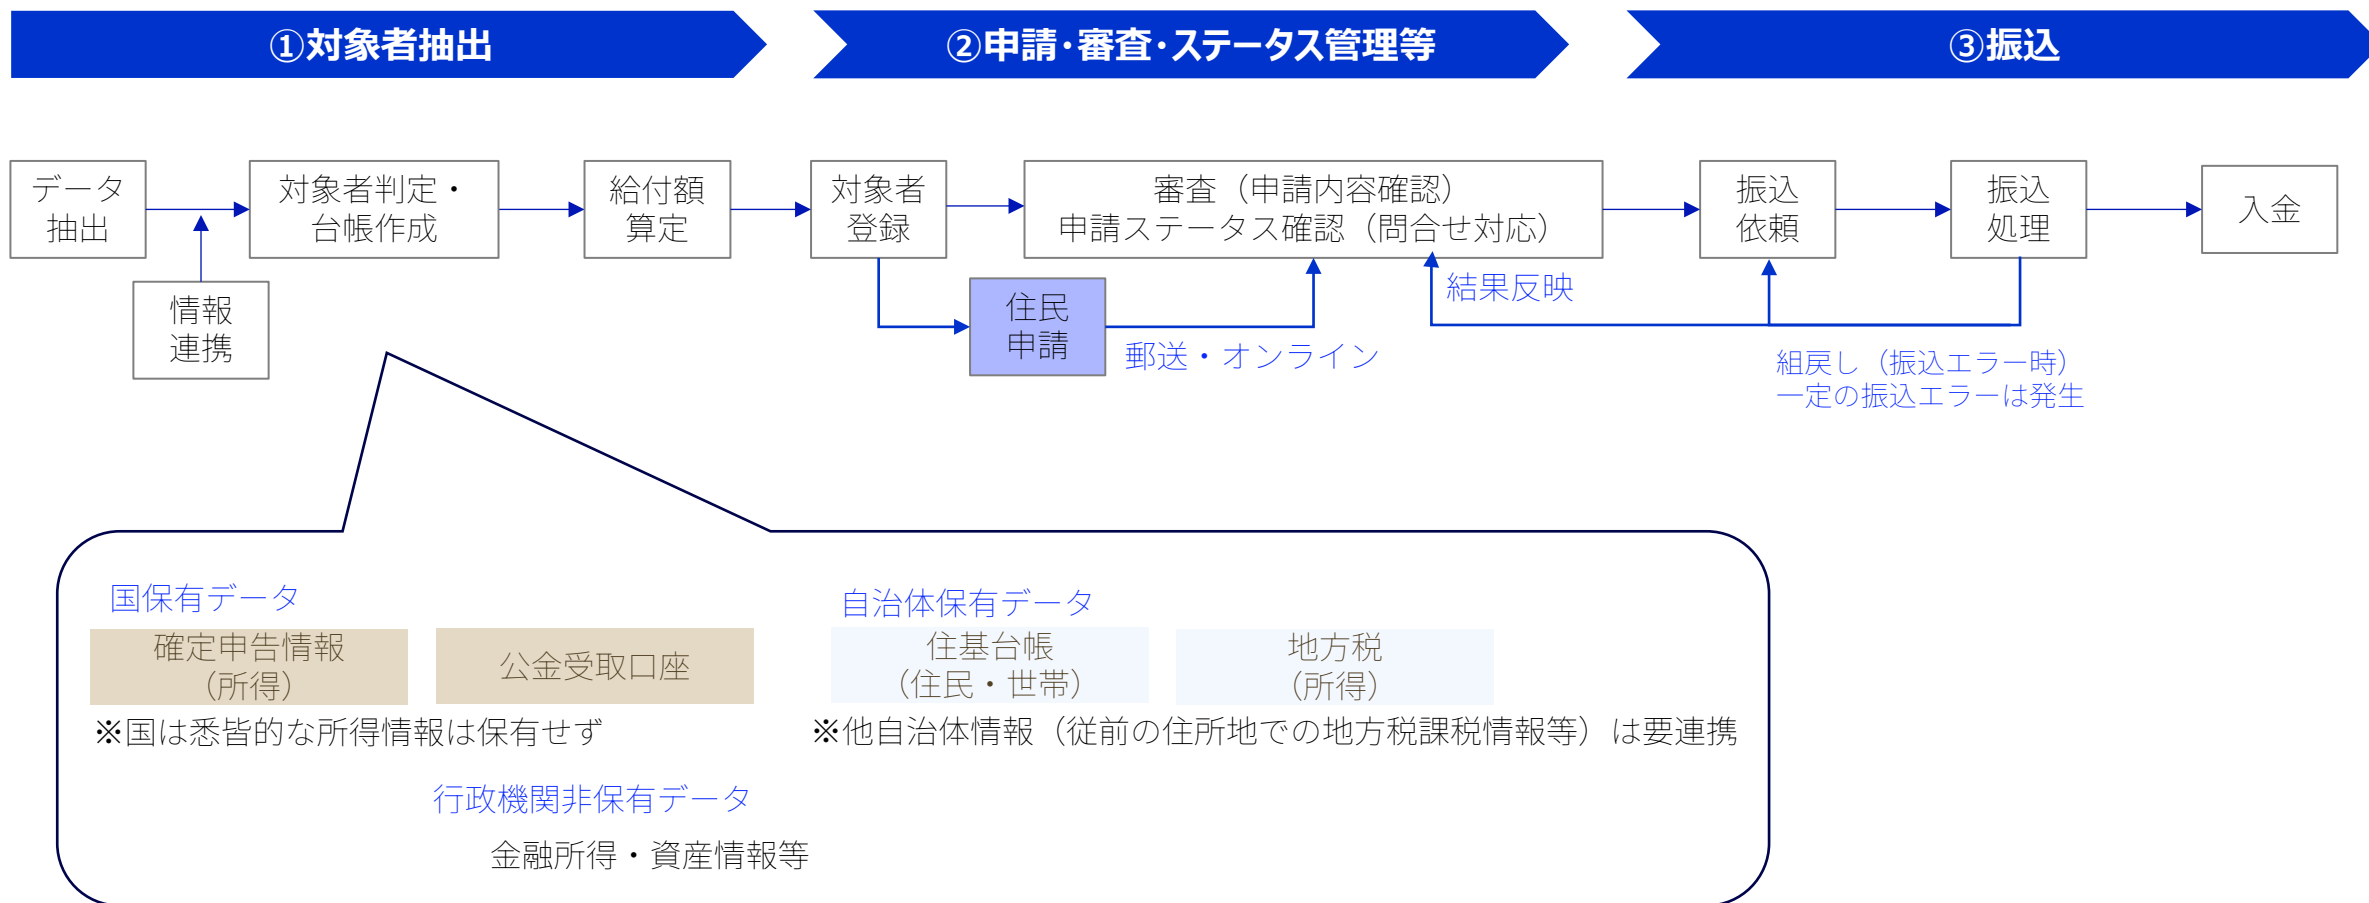 ①対象者抽出
②申請・審査・ステータス管理等
③振込
データ
抽出
対象者判定・
台帳作成
給付額
算定
対象者
登録
審査（申請内容確認）
申請ステータス確認（問合せ対応）
振込
依頼
振込
処理
入金
情報
連携
住民
申請
郵送・オンライン
結果反映
組戻し（振込エラー時）
一定の振込エラーは発生
国保有データ
確定申告情報
（所得）
公金受取口座
※国は悉皆的な所得情報は保有せず
自治体保有データ
住基台帳
（住民・世帯）
地方税
（所得）
※他自治体情報（従前の住所地での地方税課税情報等）は要連携
行政機関非保有データ
金融所得・資産情報等